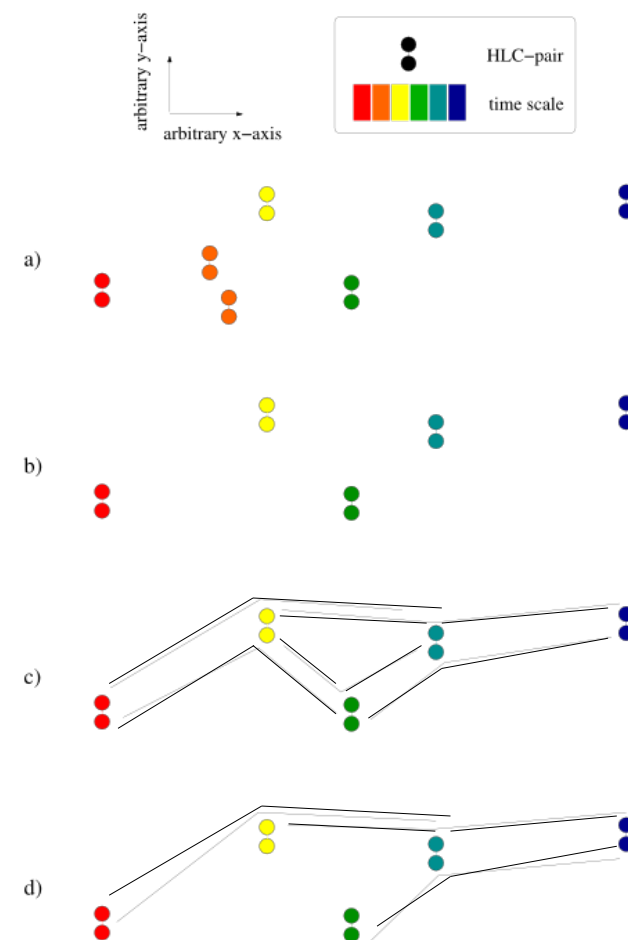 arbitrary y−axis
arbitrary x−axis
HLC−pair
time scale
a)
b)
c)
d)